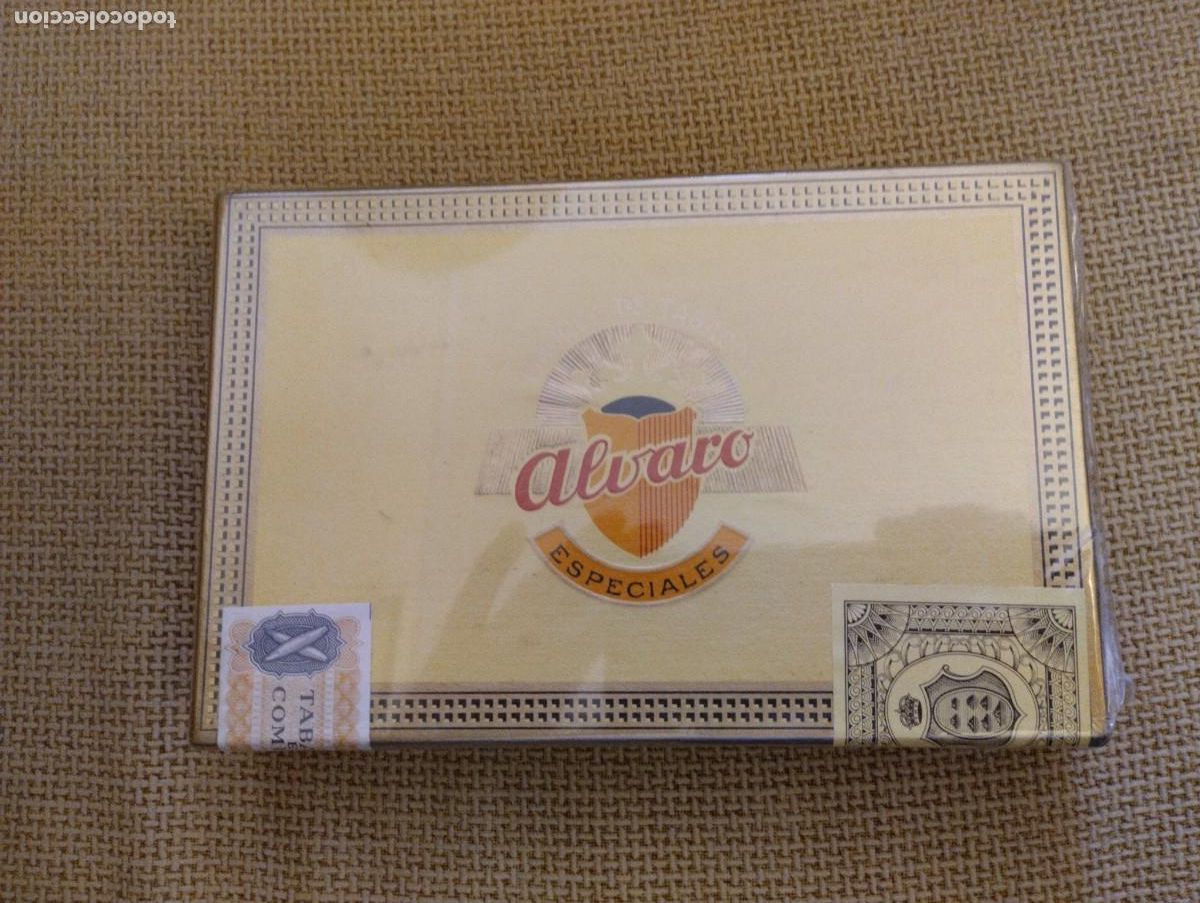 todocoleccion
alvaro
ESPECIALES
TAB
COM